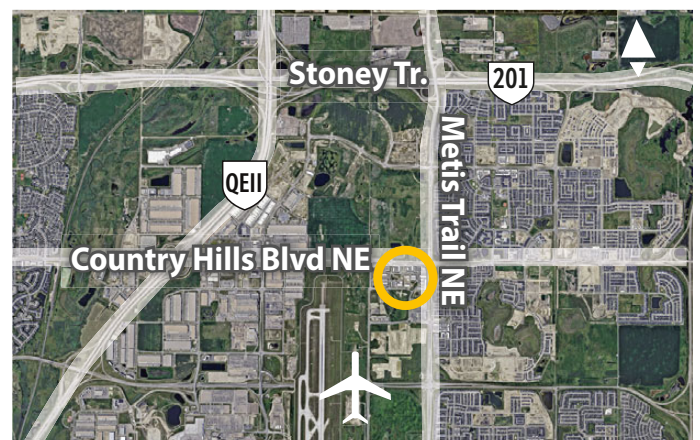 Stoney Tr.
201
Metis Trail NE
QEII
Country Hills Blvd NE